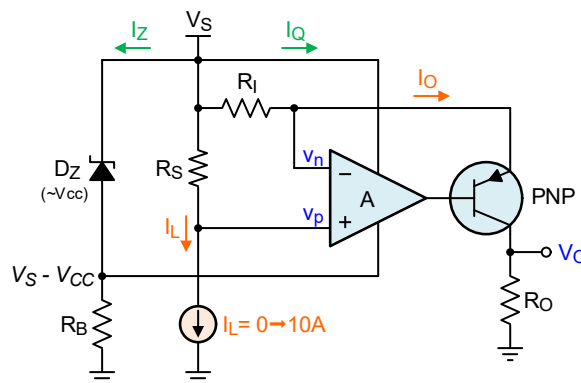 V_S
I_Z
I_Q
R_I
I_O
D_Z
(~Vcc)
R_S
v_n
v_p
−
+
A
PNP
I_L
V_S - V_CC
R_B
I_L = 0→10A
V_O
R_O